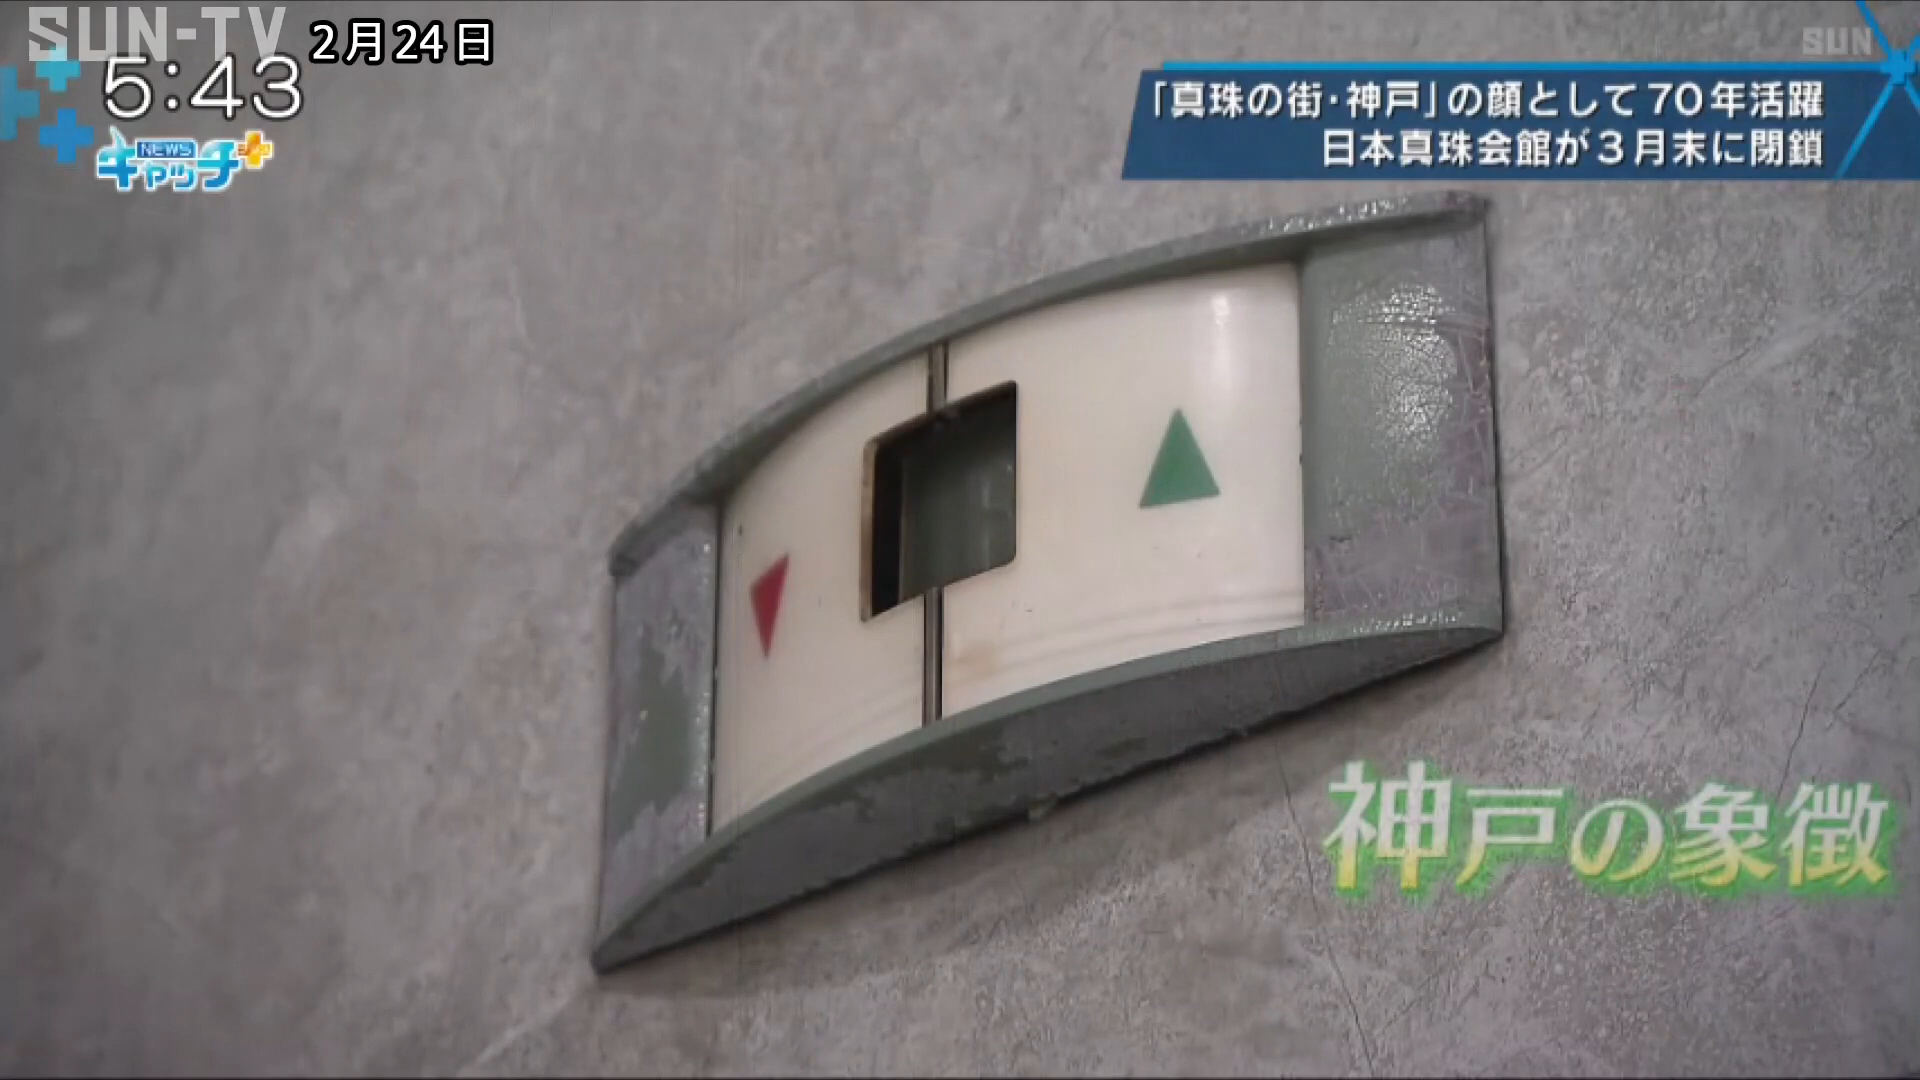 SUN-TV
2月24日
5:43
NEWS
キャッチ+
SUN
「真珠の街・神戸」の顔として70年活躍
日本真珠会館が3月末に閉鎖
神戸の象徴